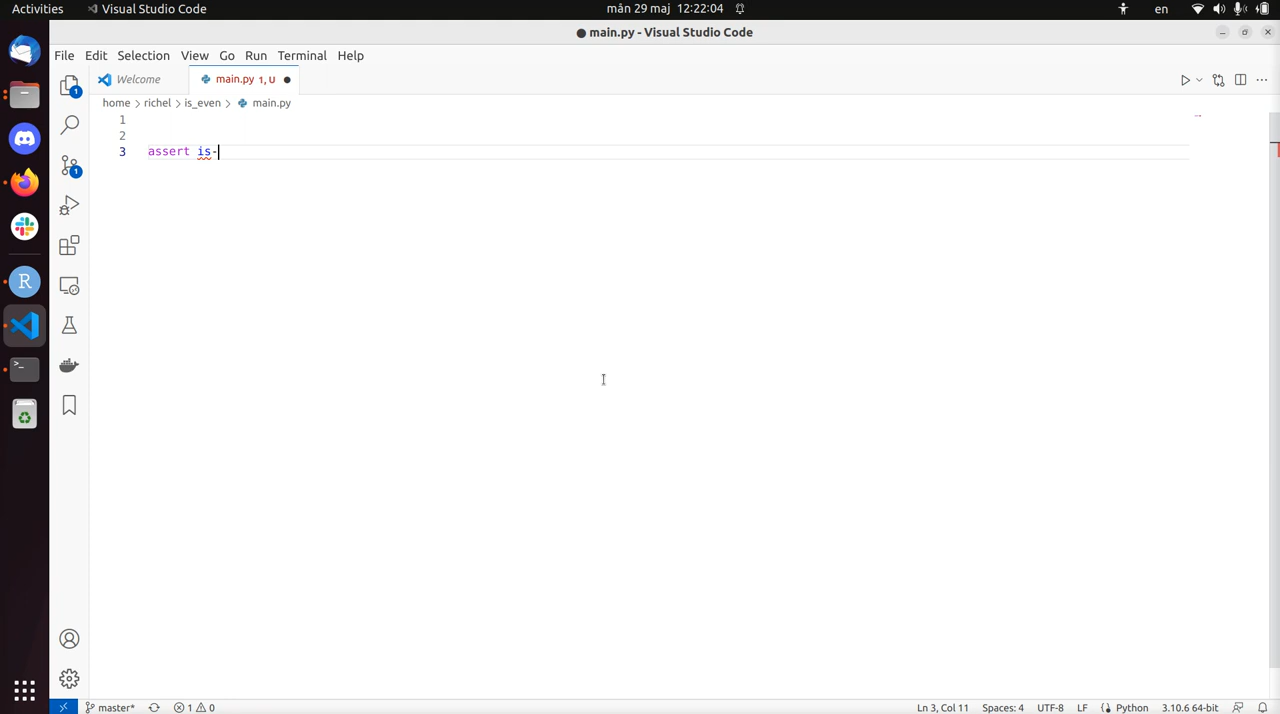 Activities Visual Studio Code mån 29 maj 12:22:04 en
● main.py - Visual Studio Code
File Edit Selection View Go Run Terminal Help
Welcome main.py 1, U
home > richel > is_even > main.py
1
2
3 assert is-
1
1
R
>_
master* 1 0 Ln 3, Col 11 Spaces: 4 UTF-8 LF Python 3.10.6 64-bit